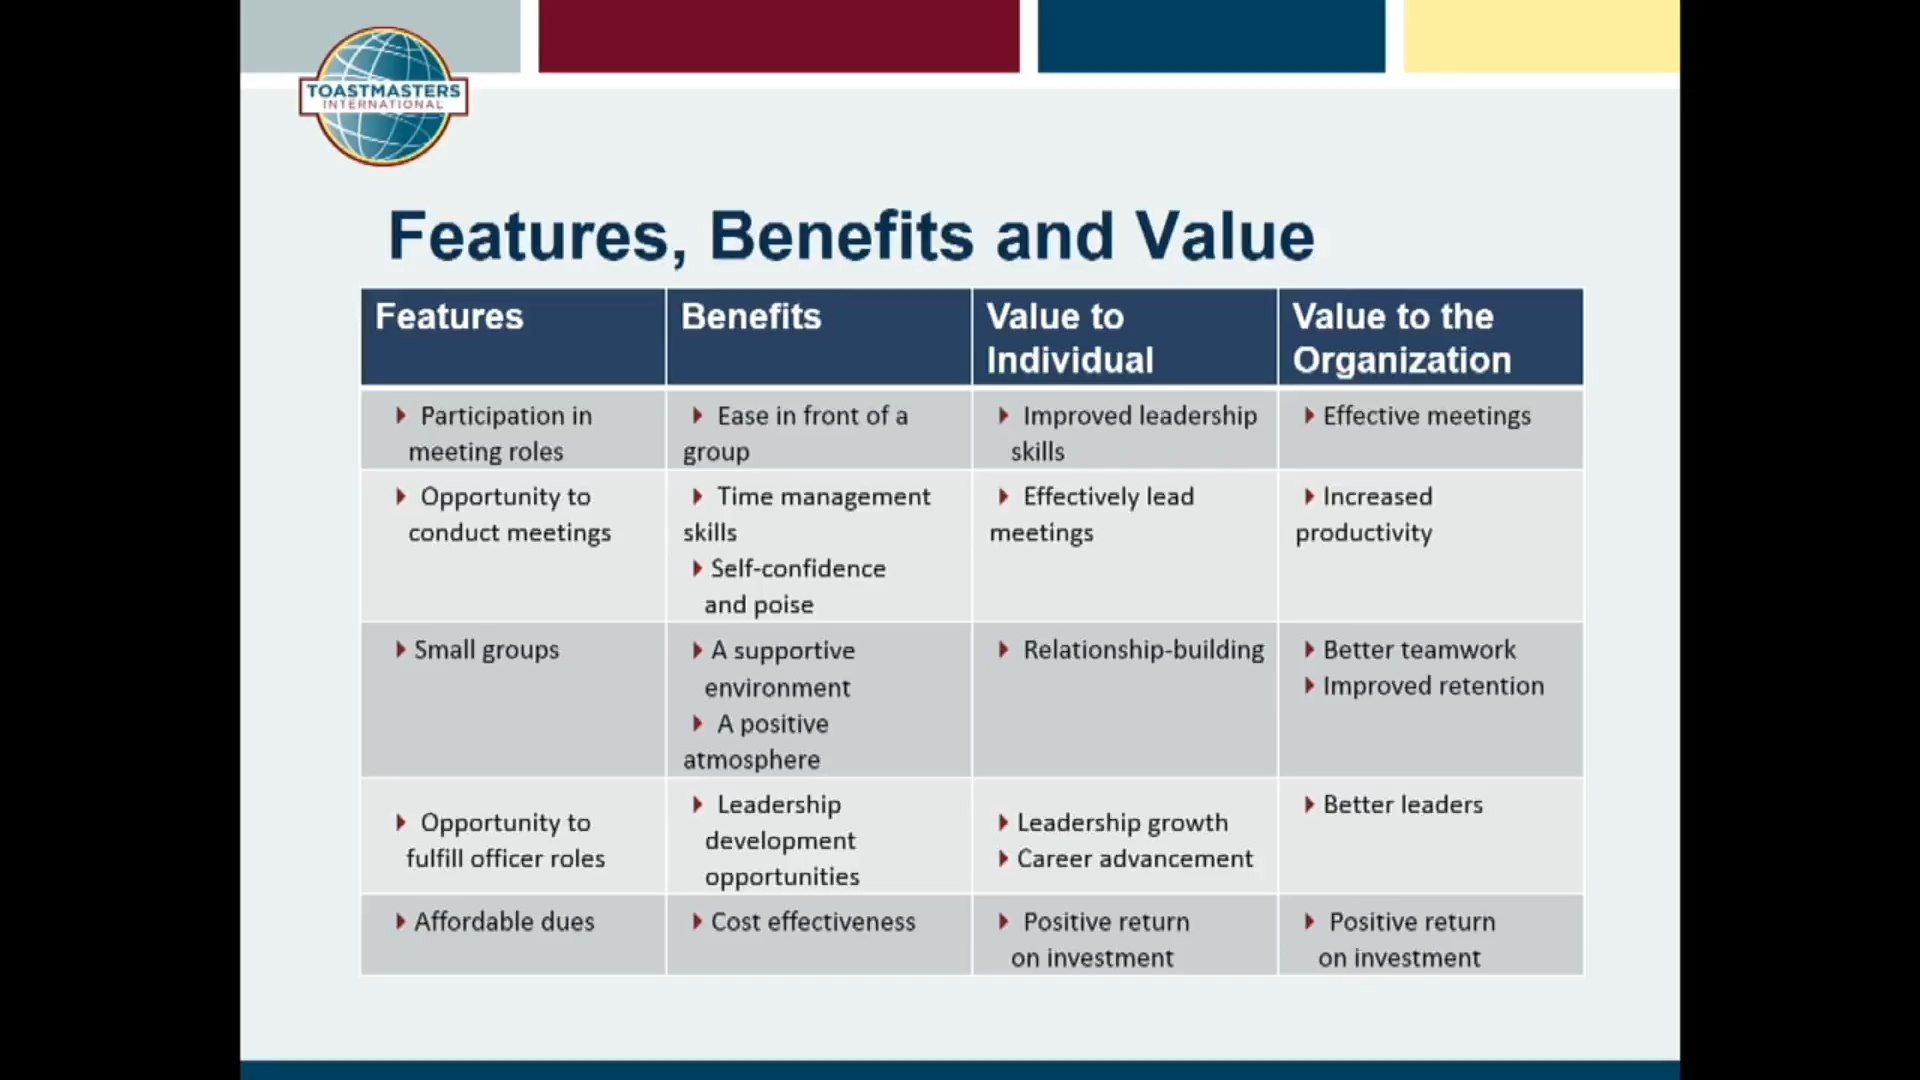 TOASTMASTERS
INTERNATIONAL
Features, Benefits and Value
Features
Benefits
Value to
Individual
Value to the
Organization
Participation in
meeting roles
Ease in front of a
group
Improved leadership
skills
Effective meetings
Opportunity to
conduct meetings
Time management
skills
Self-confidence
and poise
Effectively lead
meetings
Increased
productivity
Small groups
A supportive
environment
A positive
atmosphere
Relationship-building
Better teamwork
Improved retention
Opportunity to
fulfill officer roles
Leadership
development
opportunities
Leadership growth
Career advancement
Better leaders
Affordable dues
Cost effectiveness
Positive return
on investment
Positive return
on investment